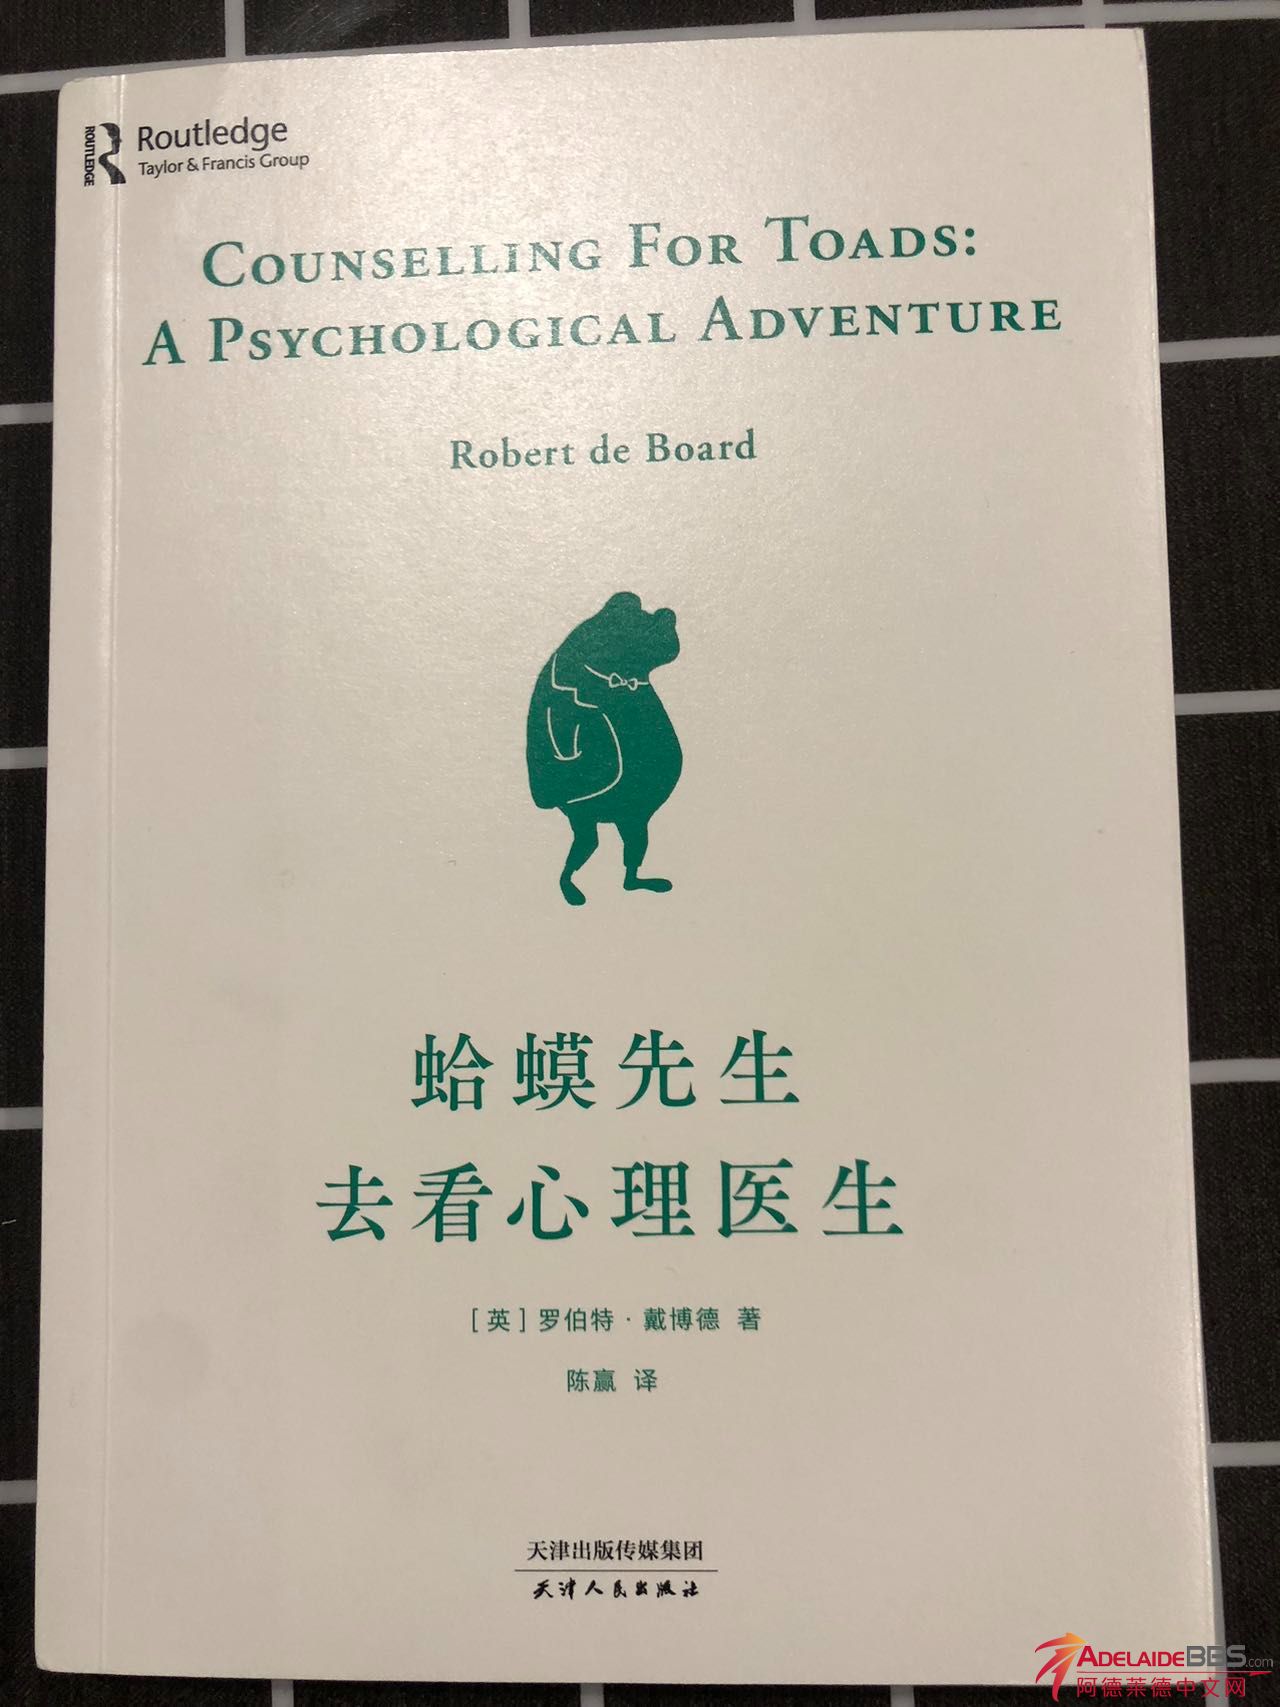 ROUTLEDGE
Routledge
Taylor & Francis Group
COUNSELLING FOR TOADS:
A PSYCHOLOGICAL ADVENTURE
Robert de Board
蛤蟆先生
去看心理医生
[英] 罗伯特·戴博德 著
陈赢 译
天津出版传媒集团
天津人民出版社
ADELAIDEBBS.com
阿德莱德中文网